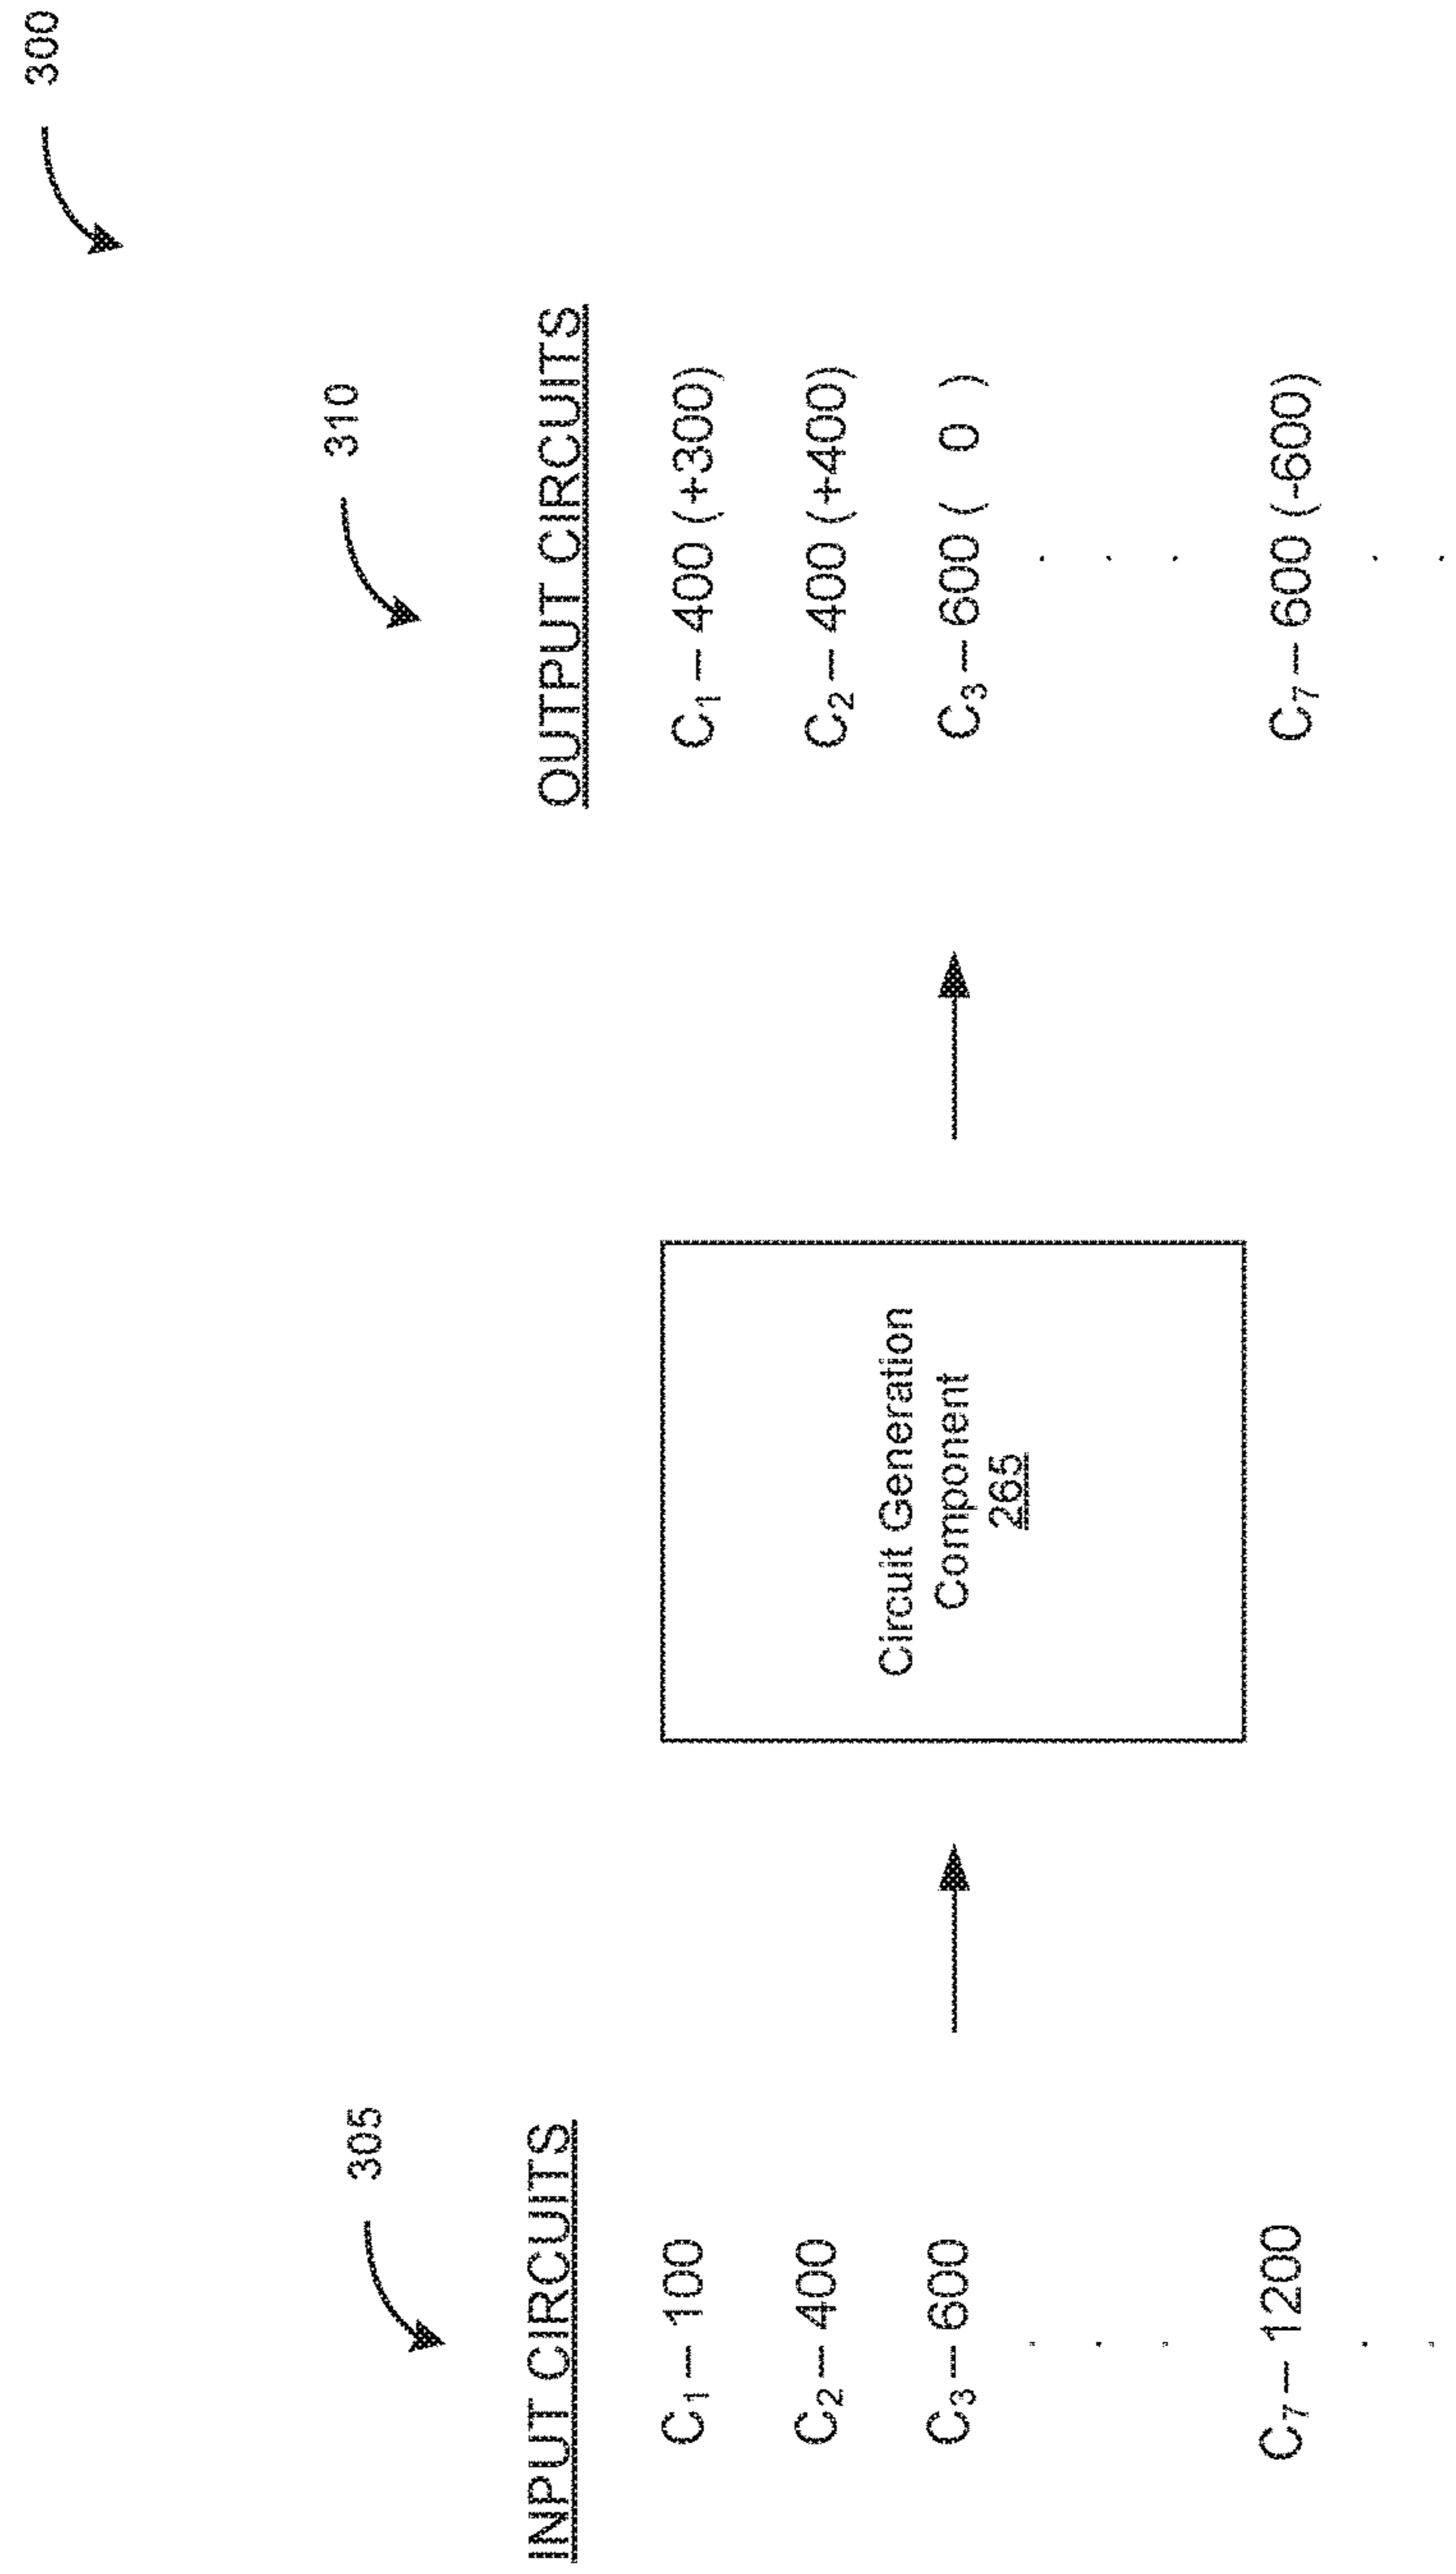 300
305
INPUT CIRCUITS
C₁ – 100
C₂ – 400
C₃ – 600
.
.
.
C₇ – 1200
.
.
Circuit Generation
Component
265
310
OUTPUT CIRCUITS
C₁ – 400 (+300)
C₂ – 400 (+400)
C₃ – 600 ( 0 )
.
.
.
C₇ – 600 (-600)
.
.